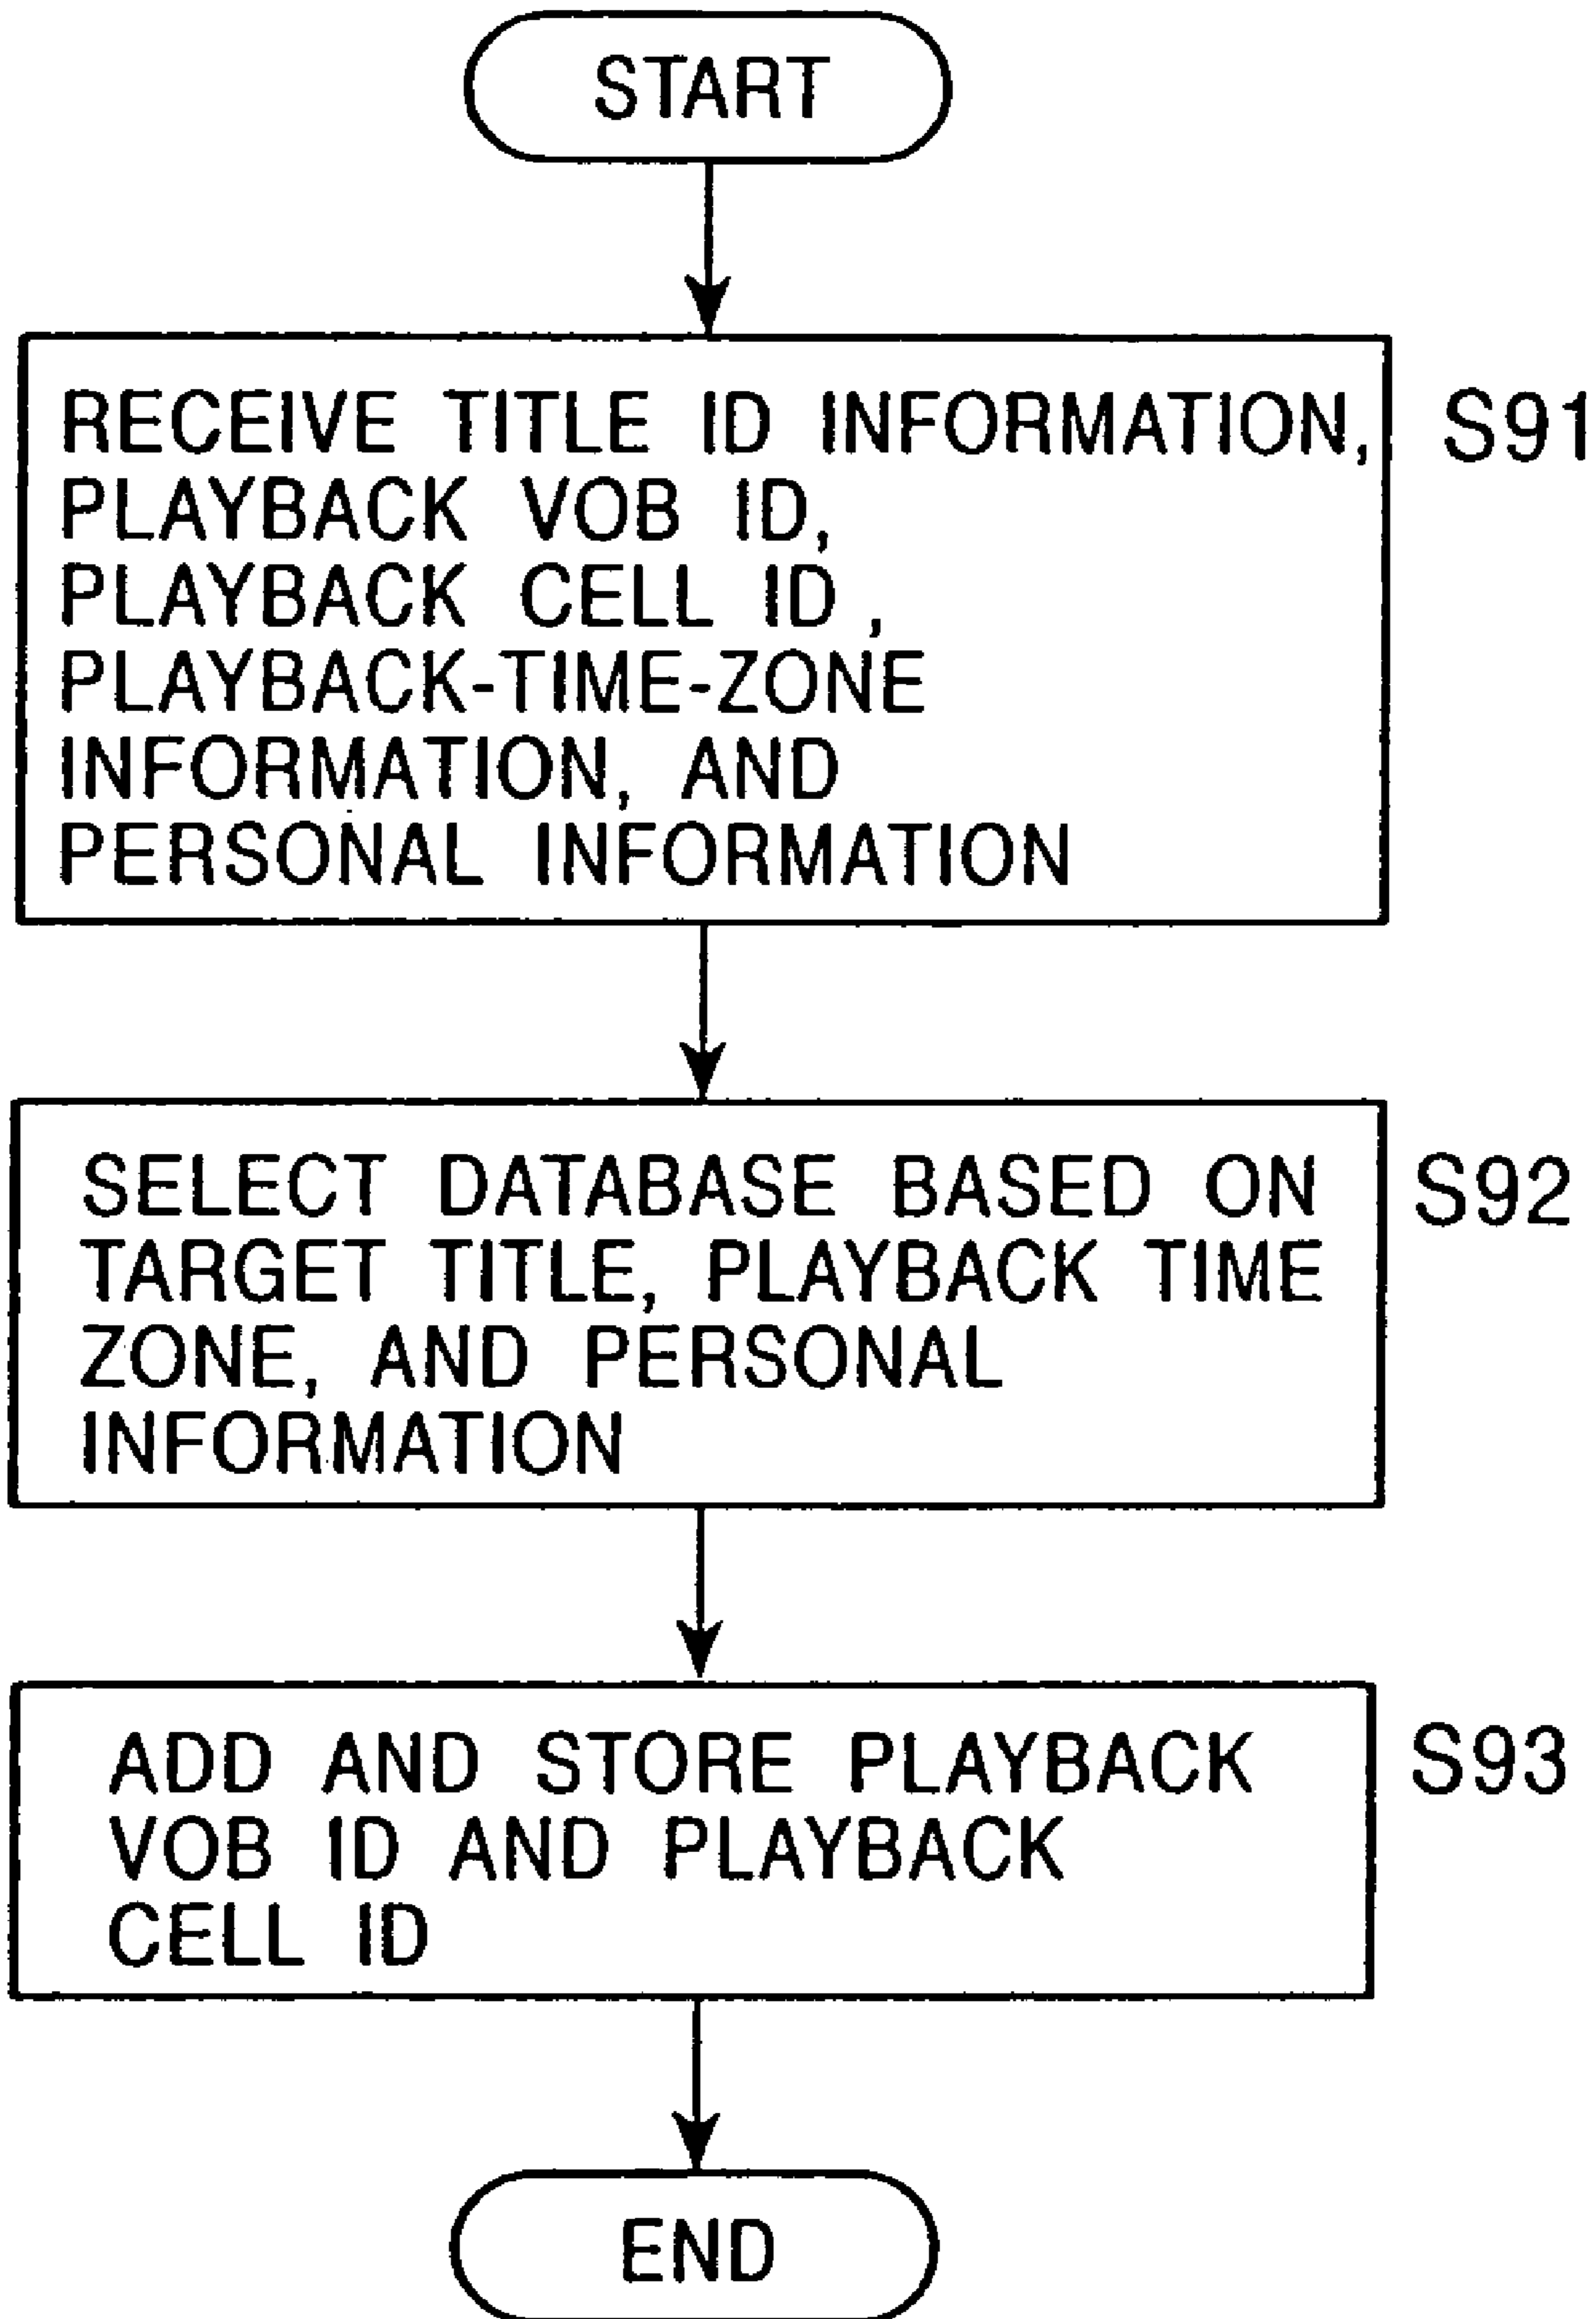 START
RECEIVE TITLE ID INFORMATION,
PLAYBACK VOB ID,
PLAYBACK CELL ID ,
PLAYBACK-TIME-ZONE
INFORMATION, AND
PERSONAL INFORMATION
S91
SELECT DATABASE BASED ON
TARGET TITLE, PLAYBACK TIME
ZONE, AND PERSONAL
INFORMATION
S92
ADD AND STORE PLAYBACK
VOB ID AND PLAYBACK
CELL ID
S93
END